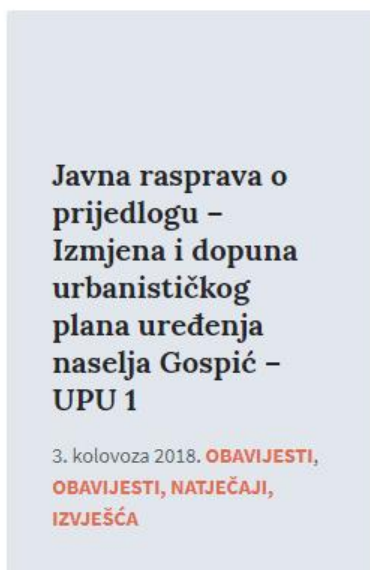 Javna rasprava o
prijedlogu –
Izmjena i dopuna
urbanističkog
plana uređenja
naselja Gospić –
UPU 1
3. kolovoza 2018. OBAVIJESTI,
OBAVIJESTI, NATJEČAJI,
IZVJEŠĆA